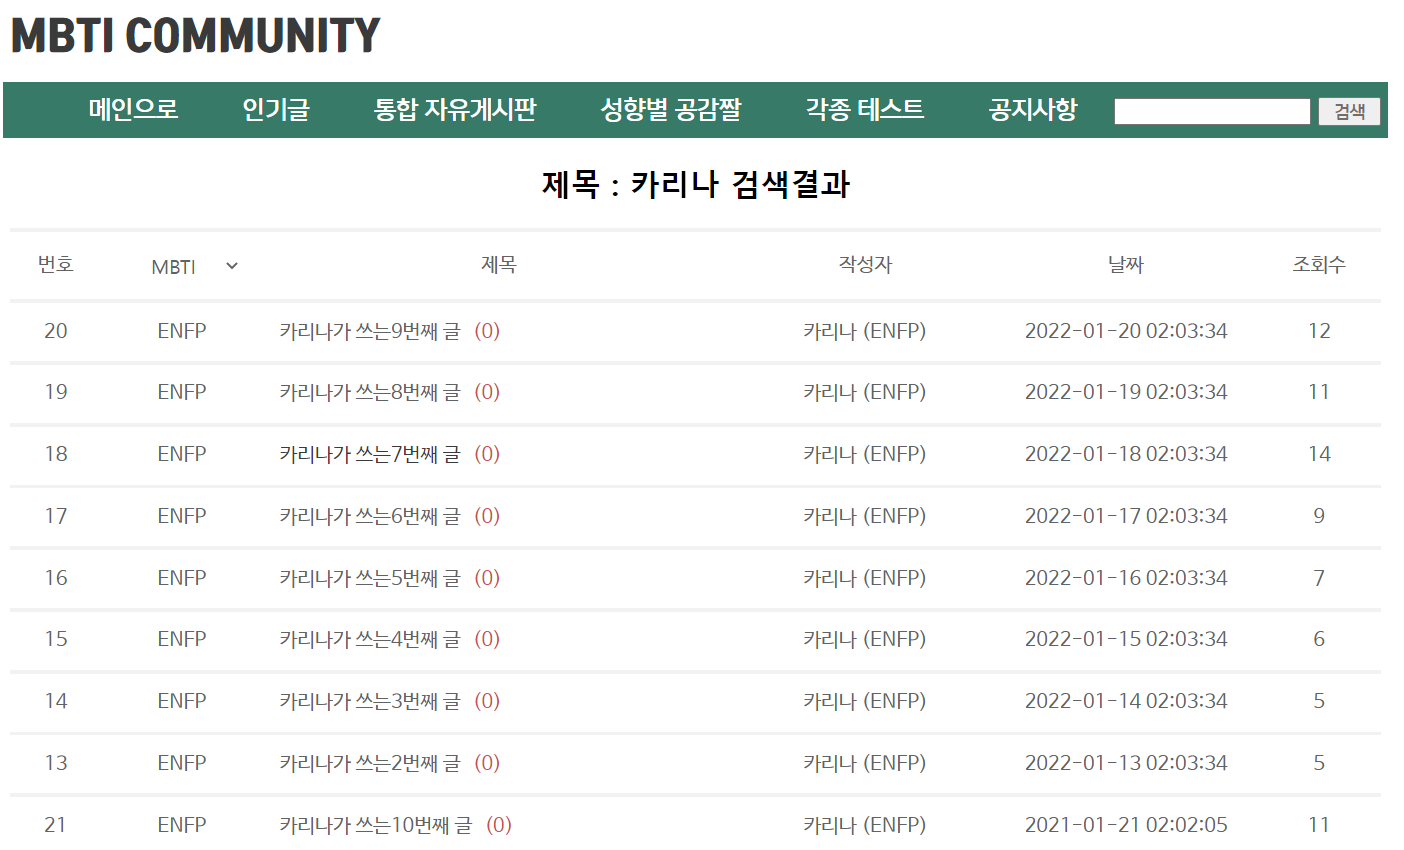 MBTI COMMUNITY
메인으로 인기글 통합 자유게시판 성향별 공감짤 각종 테스트 공지사항 검색
제목 : 카리나 검색결과
번호 MBTI 제목 작성자 날짜 조회수
20 ENFP 카리나가 쓰는9번째 글 (0) 카리나 (ENFP) 2022-01-20 02:03:34 12
19 ENFP 카리나가 쓰는8번째 글 (0) 카리나 (ENFP) 2022-01-19 02:03:34 11
18 ENFP 카리나가 쓰는7번째 글 (0) 카리나 (ENFP) 2022-01-18 02:03:34 14
17 ENFP 카리나가 쓰는6번째 글 (0) 카리나 (ENFP) 2022-01-17 02:03:34 9
16 ENFP 카리나가 쓰는5번째 글 (0) 카리나 (ENFP) 2022-01-16 02:03:34 7
15 ENFP 카리나가 쓰는4번째 글 (0) 카리나 (ENFP) 2022-01-15 02:03:34 6
14 ENFP 카리나가 쓰는3번째 글 (0) 카리나 (ENFP) 2022-01-14 02:03:34 5
13 ENFP 카리나가 쓰는2번째 글 (0) 카리나 (ENFP) 2022-01-13 02:03:34 5
21 ENFP 카리나가 쓰는10번째 글 (0) 카리나 (ENFP) 2021-01-21 02:02:05 11